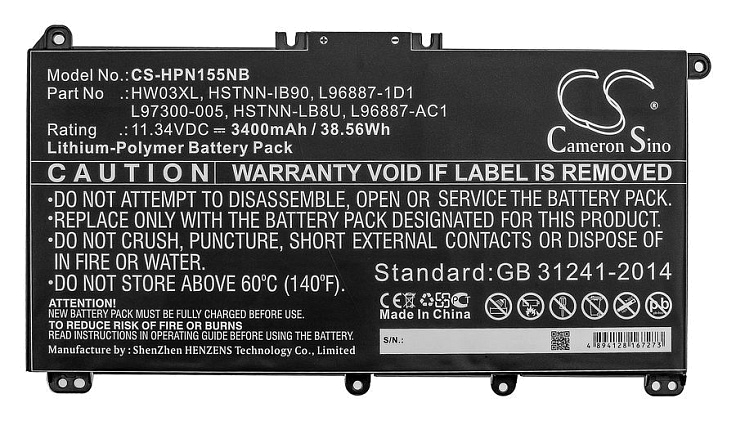 Model No.: CS-HPN155NB
Part No : HW03XL, HSTNN-IB90, L96887-1D1
L97300-005, HSTNN-LB8U, L96887-AC1
Rating : 11.34VDC ⎓ 3400mAh / 38.56Wh
Lithium-Polymer Battery Pack
CS
Cameron Sino
CAUTION WARRANTY VOID IF LABEL IS REMOVED
•DO NOT ATTEMPT TO DISASSEMBLE, OPEN OR SERVICE THE BATTERY PACK.
•REPLACE ONLY WITH THE BATTERY PACK DESIGNATED FOR THIS PRODUCT.
•DO NOT CRUSH, PUNCTURE, SHORT EXTERNAL CONTACTS OR DISPOSE OF
IN FIRE OR WATER.
•DO NOT STORE ABOVE 60°C (140°F).
Standard: GB 31241-2014
ATTENTION!
NEW BATTERY PACK MUST BE FULLY CHARGED BEFORE USE.
TO REDUCE RISK OF FIRE OR BURNS
READ INSTRUCTIONS IN OPERATING GUIDE BEFORE USING BATTERY.
Manufacture by : ShenZhen HENZENS Technology Co., Limited
CE
Made In China
Pb
S/N.:
4 894128 167273